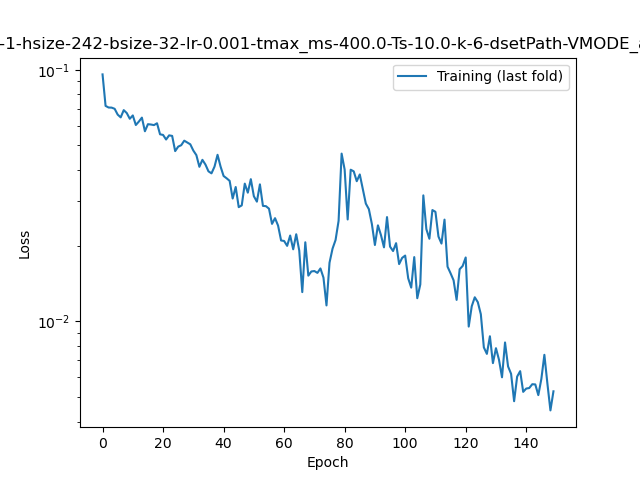 -1-hsize-242-bsize-32-lr-0.001-tmax_ms-400.0-Ts-10.0-k-6-dsetPath-VMODE_
Training (last fold)
10⁻¹
10⁻²
Loss
0 20 40 60 80 100 120 140
Epoch